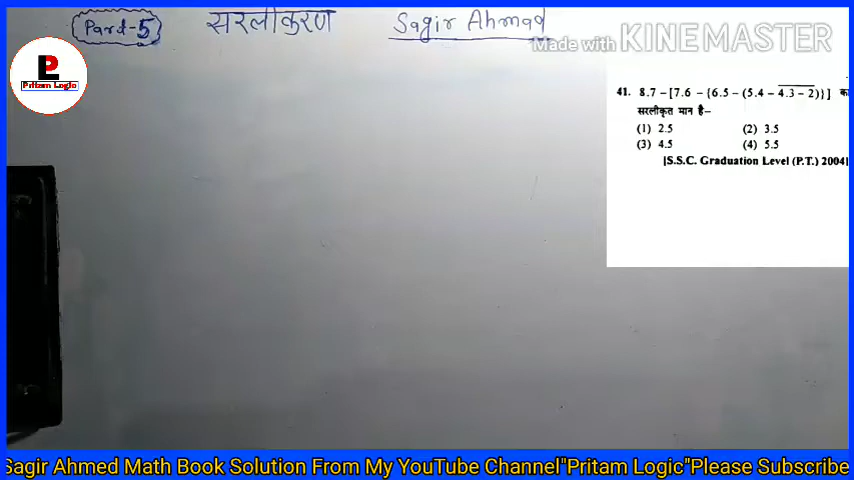 Part-5 सरलीकरण Sagir Ahmad
Made with KINEMASTER
PL
Pritam Logic
41. 8.7 – [7.6 – {6.5 – (5.4 – 4.3 – 2)}] का
सरलीकृत मान है–
(1) 2.5 (2) 3.5
(3) 4.5 (4) 5.5
[S.S.C. Graduation Level (P.T.) 2004]
Sagir Ahmed Math Book Solution From My YouTube Channel"Pritam Logic"Please Subscribe